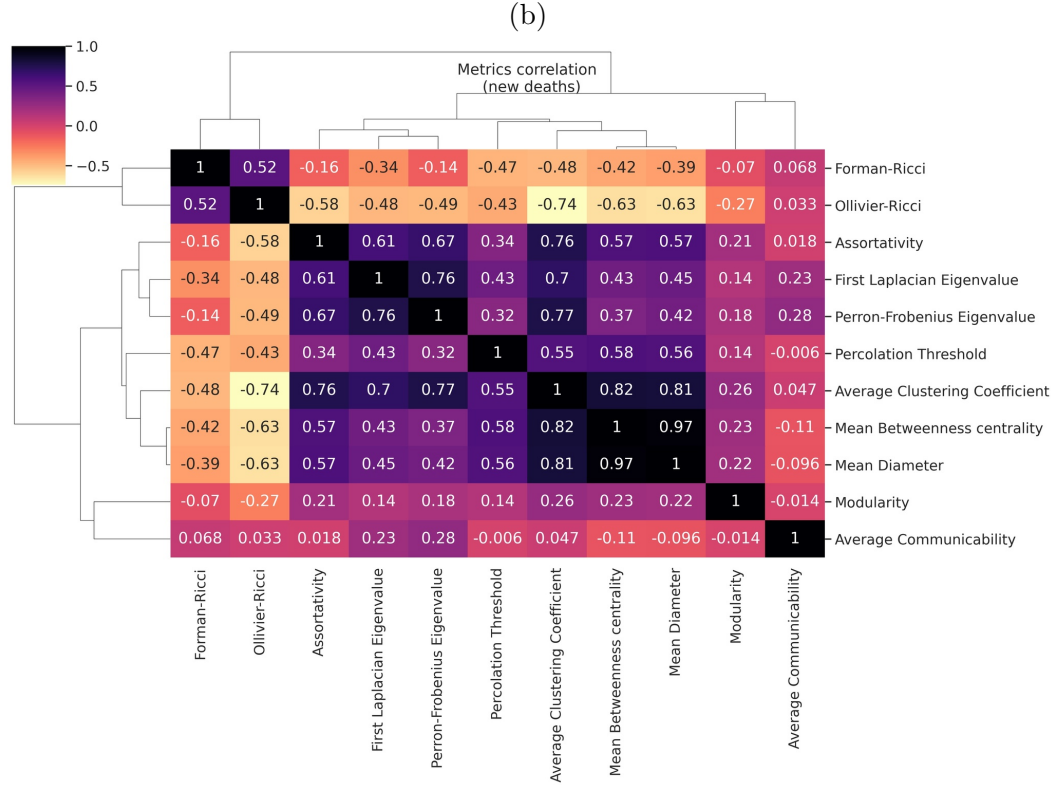 (b)
1.0
0.5
0.0
−0.5
Metrics correlation
(new deaths)
1 0.52 -0.16 -0.34 -0.14 -0.47 -0.48 -0.42 -0.39 -0.07 0.068 Forman-Ricci
0.52 1 -0.58 -0.48 -0.49 -0.43 -0.74 -0.63 -0.63 -0.27 0.033 Ollivier-Ricci
-0.16 -0.58 1 0.61 0.67 0.34 0.76 0.57 0.57 0.21 0.018 Assortativity
-0.34 -0.48 0.61 1 0.76 0.43 0.7 0.43 0.45 0.14 0.23 First Laplacian Eigenvalue
-0.14 -0.49 0.67 0.76 1 0.32 0.77 0.37 0.42 0.18 0.28 Perron-Frobenius Eigenvalue
-0.47 -0.43 0.34 0.43 0.32 1 0.55 0.58 0.56 0.14 -0.006 Percolation Threshold
-0.48 -0.74 0.76 0.7 0.77 0.55 1 0.82 0.81 0.26 0.047 Average Clustering Coefficient
-0.42 -0.63 0.57 0.43 0.37 0.58 0.82 1 0.97 0.23 -0.11 Mean Betweenness centrality
-0.39 -0.63 0.57 0.45 0.42 0.56 0.81 0.97 1 0.22 -0.096 Mean Diameter
-0.07 -0.27 0.21 0.14 0.18 0.14 0.26 0.23 0.22 1 -0.014 Modularity
0.068 0.033 0.018 0.23 0.28 -0.006 0.047 -0.11 -0.096 -0.014 1 Average Communicability
Forman-Ricci
Ollivier-Ricci
Assortativity
First Laplacian Eigenvalue
Perron-Frobenius Eigenvalue
Percolation Threshold
Average Clustering Coefficient
Mean Betweenness centrality
Mean Diameter
Modularity
Average Communicability